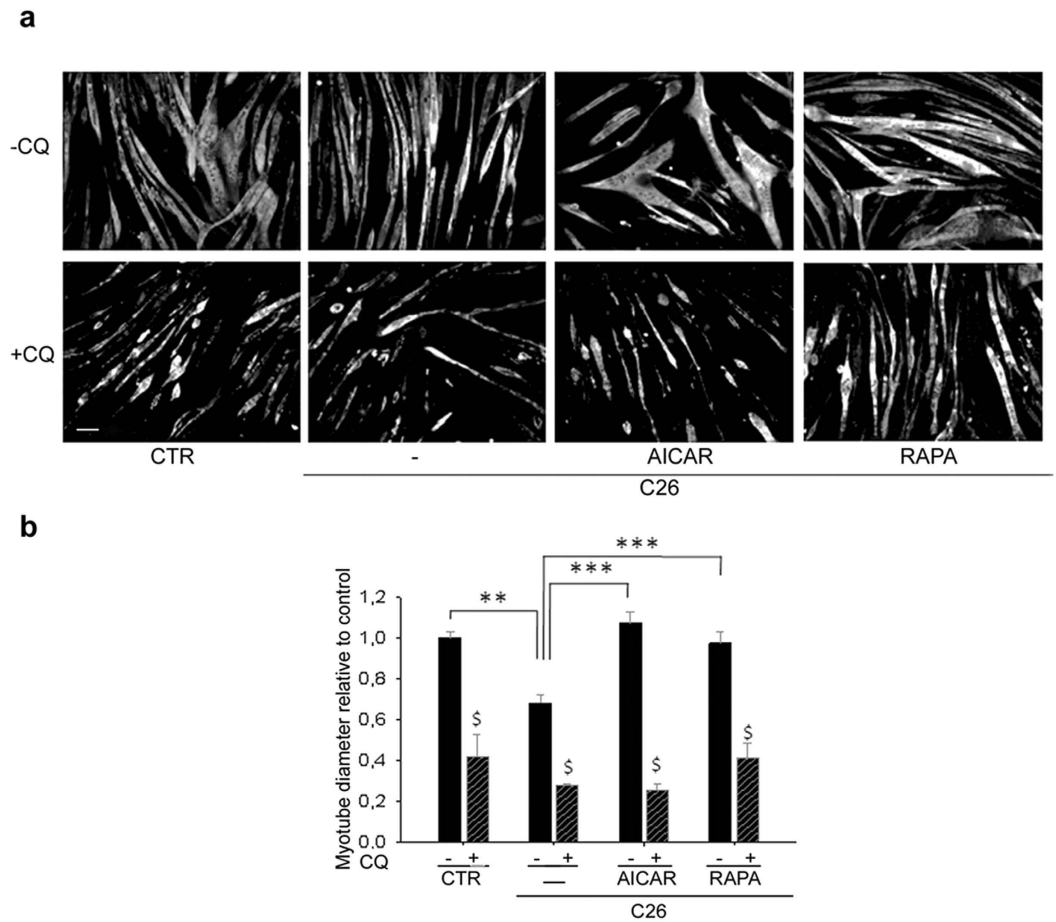 a
-CQ
+CQ
CTR - AICAR RAPA
C26
b
***
***
**
Myotube diameter relative to control
1,2
1,0
0,8
0,6
0,4
0,2
0.0
$ $ $ $
CQ - + - + - + - +
CTR — AICAR RAPA
C26